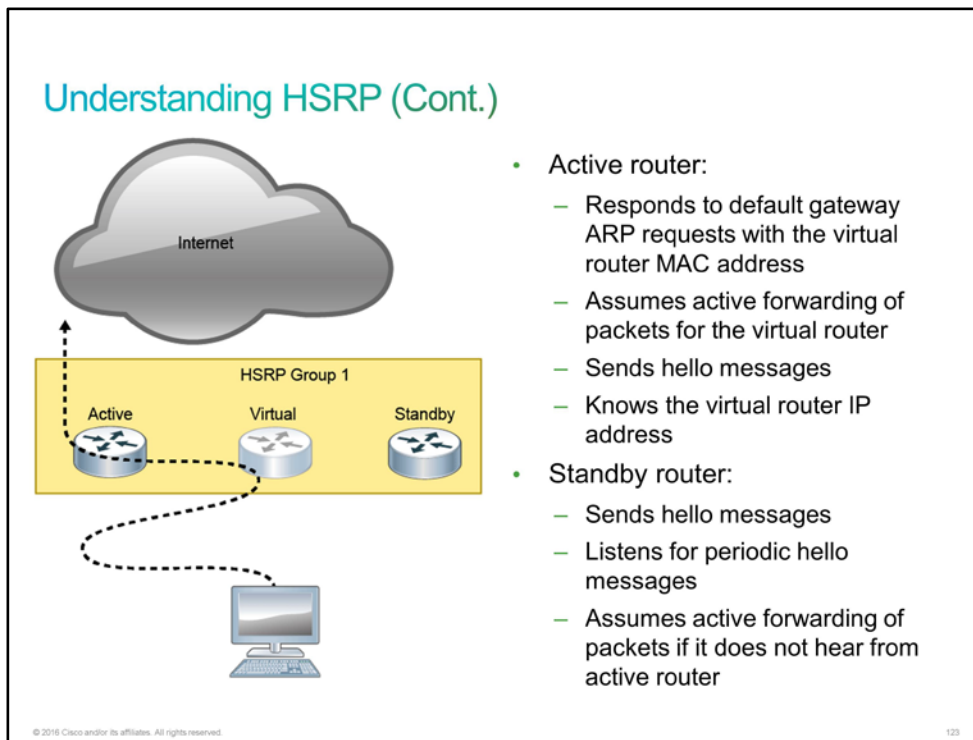 Understanding HSRP (Cont.)
Internet
HSRP Group 1
Active
Virtual
Standby
• Active router:
– Responds to default gateway
ARP requests with the virtual
router MAC address
– Assumes active forwarding of
packets for the virtual router
– Sends hello messages
– Knows the virtual router IP
address
• Standby router:
– Sends hello messages
– Listens for periodic hello
messages
– Assumes active forwarding of
packets if it does not hear from
active router
© 2016 Cisco and/or its affiliates. All rights reserved.
123